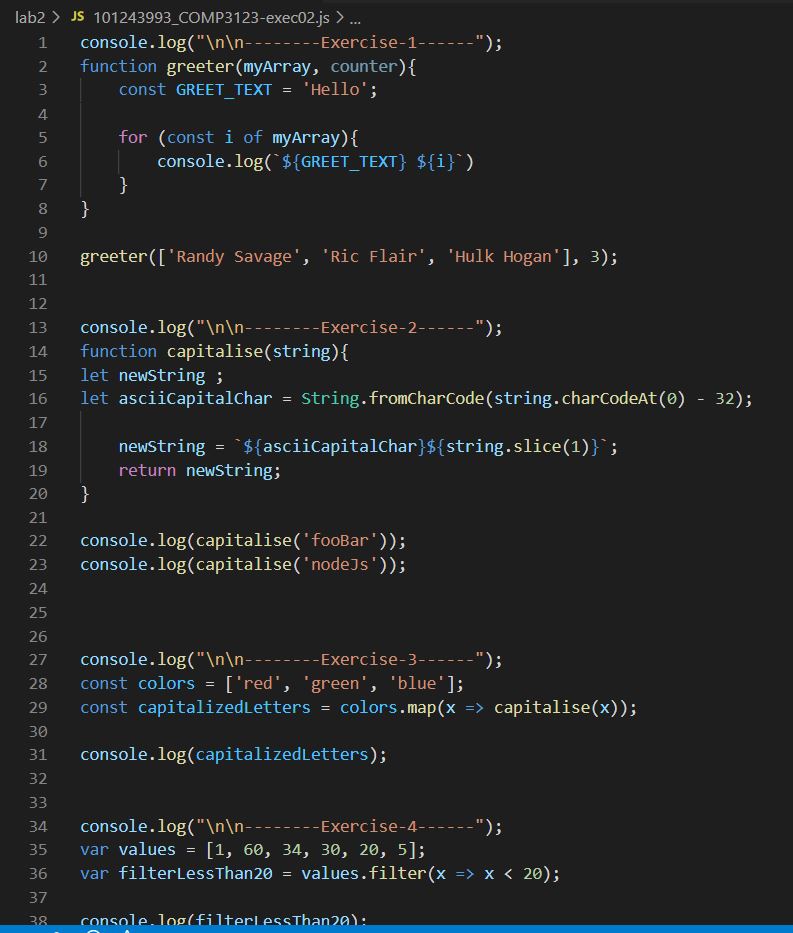 lab2 > JS 101243993_COMP3123-exec02.js > ...
1 console.log("\n\n--------Exercise-1------");
2 function greeter(myArray, counter){
3     const GREET_TEXT = 'Hello';
4
5     for (const i of myArray){
6         console.log(`${GREET_TEXT} ${i}`)
7     }
8 }
9
10 greeter(['Randy Savage', 'Ric Flair', 'Hulk Hogan'], 3);
11
12
13 console.log("\n\n--------Exercise-2------");
14 function capitalise(string){
15 let newString ;
16 let asciiCapitalChar = String.fromCharCode(string.charCodeAt(0) - 32);
17
18     newString = `${asciiCapitalChar}${string.slice(1)}`;
19     return newString;
20 }
21
22 console.log(capitalise('fooBar'));
23 console.log(capitalise('nodeJs'));
24
25
26
27 console.log("\n\n--------Exercise-3------");
28 const colors = ['red', 'green', 'blue'];
29 const capitalizedLetters = colors.map(x => capitalise(x));
30
31 console.log(capitalizedLetters);
32
33
34 console.log("\n\n--------Exercise-4------");
35 var values = [1, 60, 34, 30, 20, 5];
36 var filterLessThan20 = values.filter(x => x < 20);
37
38 console.log(filterLessThan20);